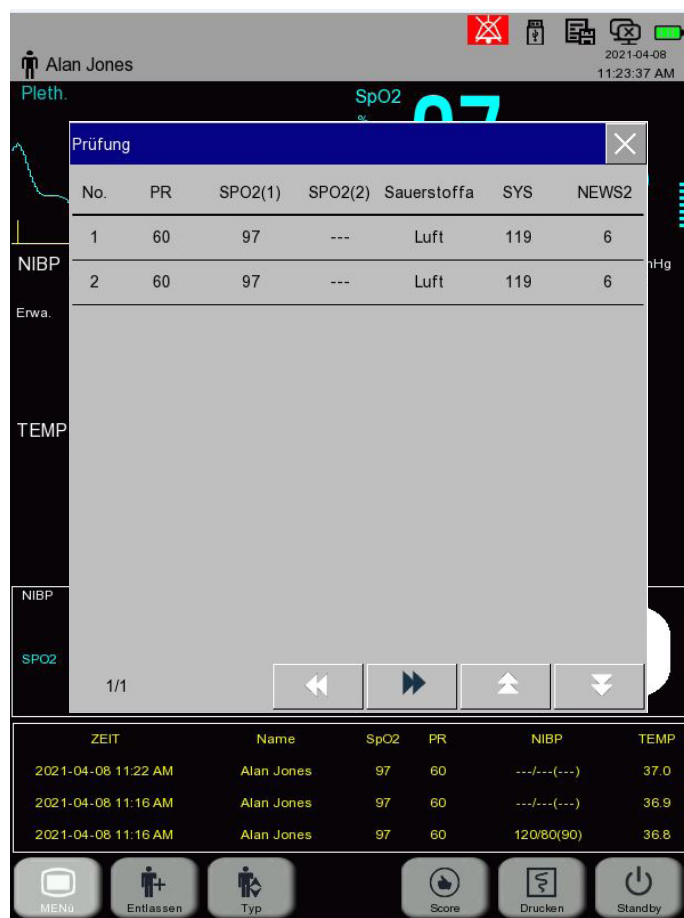 Alan Jones
2021-04-08
11:23:37 AM
Pleth.
SpO2
%
97
Prüfung
No. PR SPO2(1) SPO2(2) Sauerstoffa SYS NEWS2
1 60 97 --- Luft 119 6
2 60 97 --- Luft 119 6
NIBP
mHg
Erwa.
TEMP
NIBP
SPO2
1/1
ZEIT Name SpO2 PR NIBP TEMP
2021-04-08 11:22 AM Alan Jones 97 60 ---/---(---) 37.0
2021-04-08 11:16 AM Alan Jones 97 60 ---/---(---) 36.9
2021-04-08 11:16 AM Alan Jones 97 60 120/80(90) 36.8
MENü Entlassen Typ Score Drucken Standby